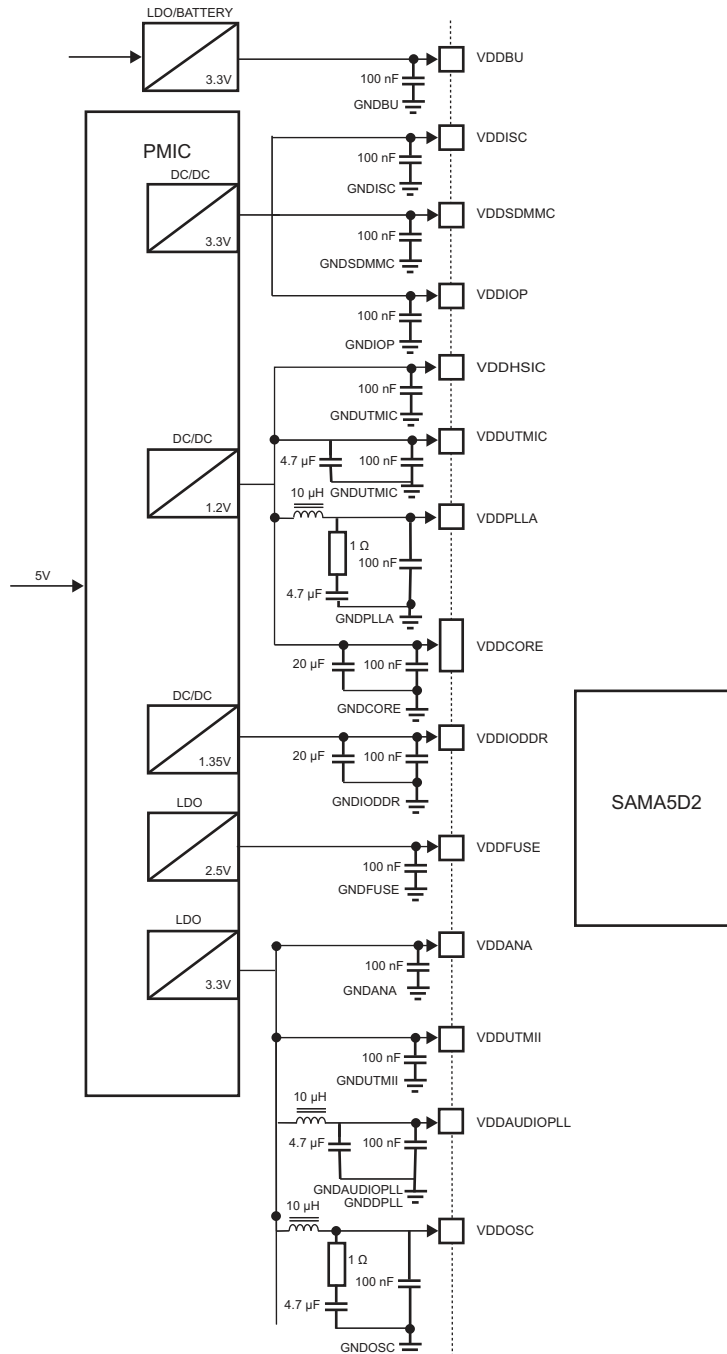 LDO/BATTERY
3.3V
VDDBU
100 nF
GNDBU
PMIC
VDDISC
100 nF
GNDISC
DC/DC
3.3V
VDDSDMMC
100 nF
GNDSDMMC
VDDIOP
100 nF
GNDIOP
VDDHSIC
100 nF
GNDUTMIC
DC/DC
1.2V
VDDUTMIC
4.7 µF
100 nF
GNDUTMIC
10 µH
VDDPLLA
1 Ω
100 nF
4.7 µF
GNDPLLA
5V
VDDCORE
20 µF
100 nF
GNDCORE
DC/DC
1.35V
VDDIODDR
20 µF
100 nF
GNDIODDR
SAMA5D2
LDO
2.5V
VDDFUSE
100 nF
GNDFUSE
LDO
3.3V
VDDANA
100 nF
GNDANA
VDDUTMII
100 nF
GNDUTMII
10 µH
VDDAUDIOPLL
4.7 µF
100 nF
GNDAUDIOPLL
GNDDPLL
10 µH
VDDOSC
1 Ω
100 nF
4.7 µF
GNDOSC